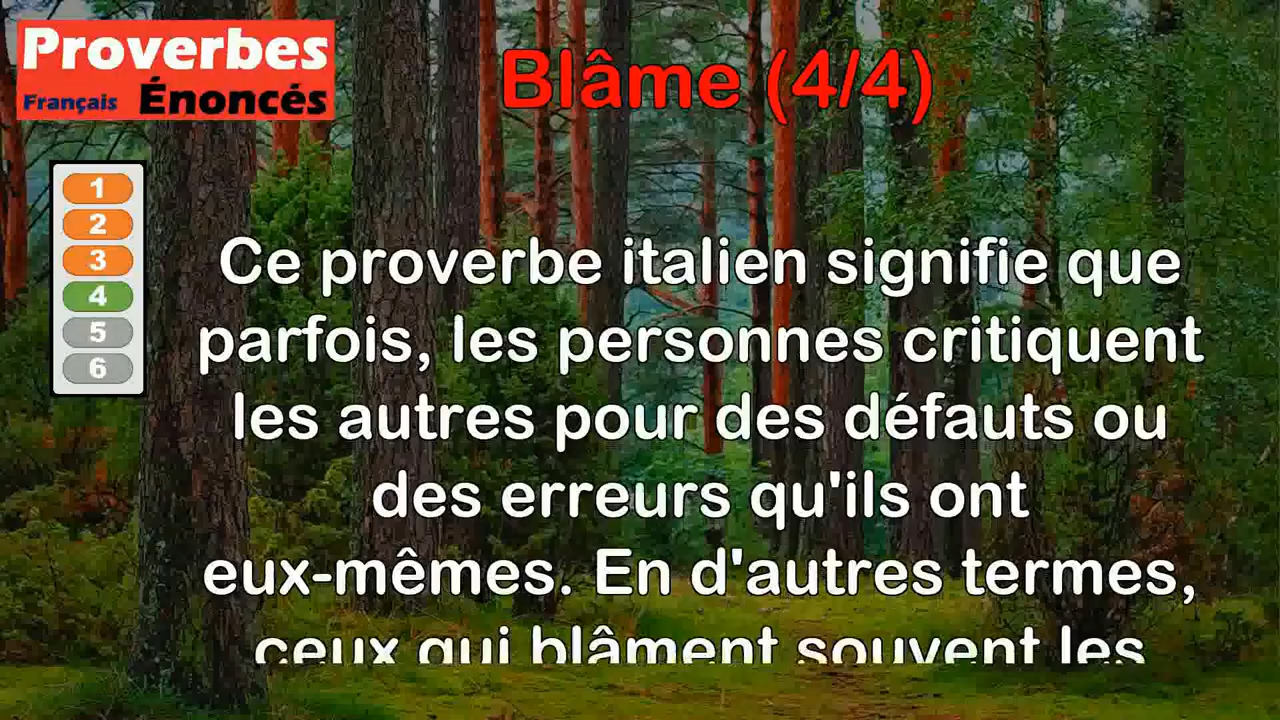 Proverbes
Français Énoncés
Blâme (4/4)
1
2
3
4
5
6
Ce proverbe italien signifie que
parfois, les personnes critiquent
les autres pour des défauts ou
des erreurs qu'ils ont
eux-mêmes. En d'autres termes,
ceux qui blâment souvent les